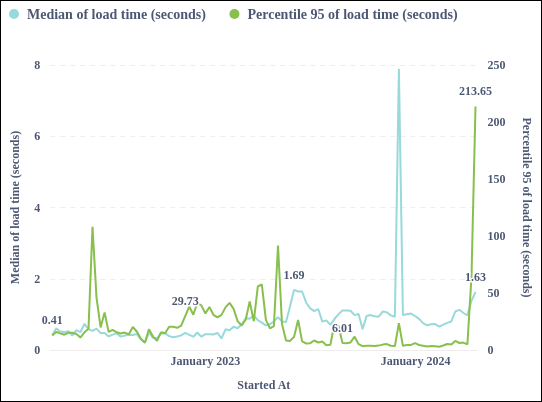 Median of load time (seconds) Percentile 95 of load time (seconds)
8 250
213.65
200
6
150
4
100
2 1.69 1.63
50
29.73
0.41 6.01
0 0
January 2023 January 2024
Started At
Median of load time (seconds)
Percentile 95 of load time (seconds)